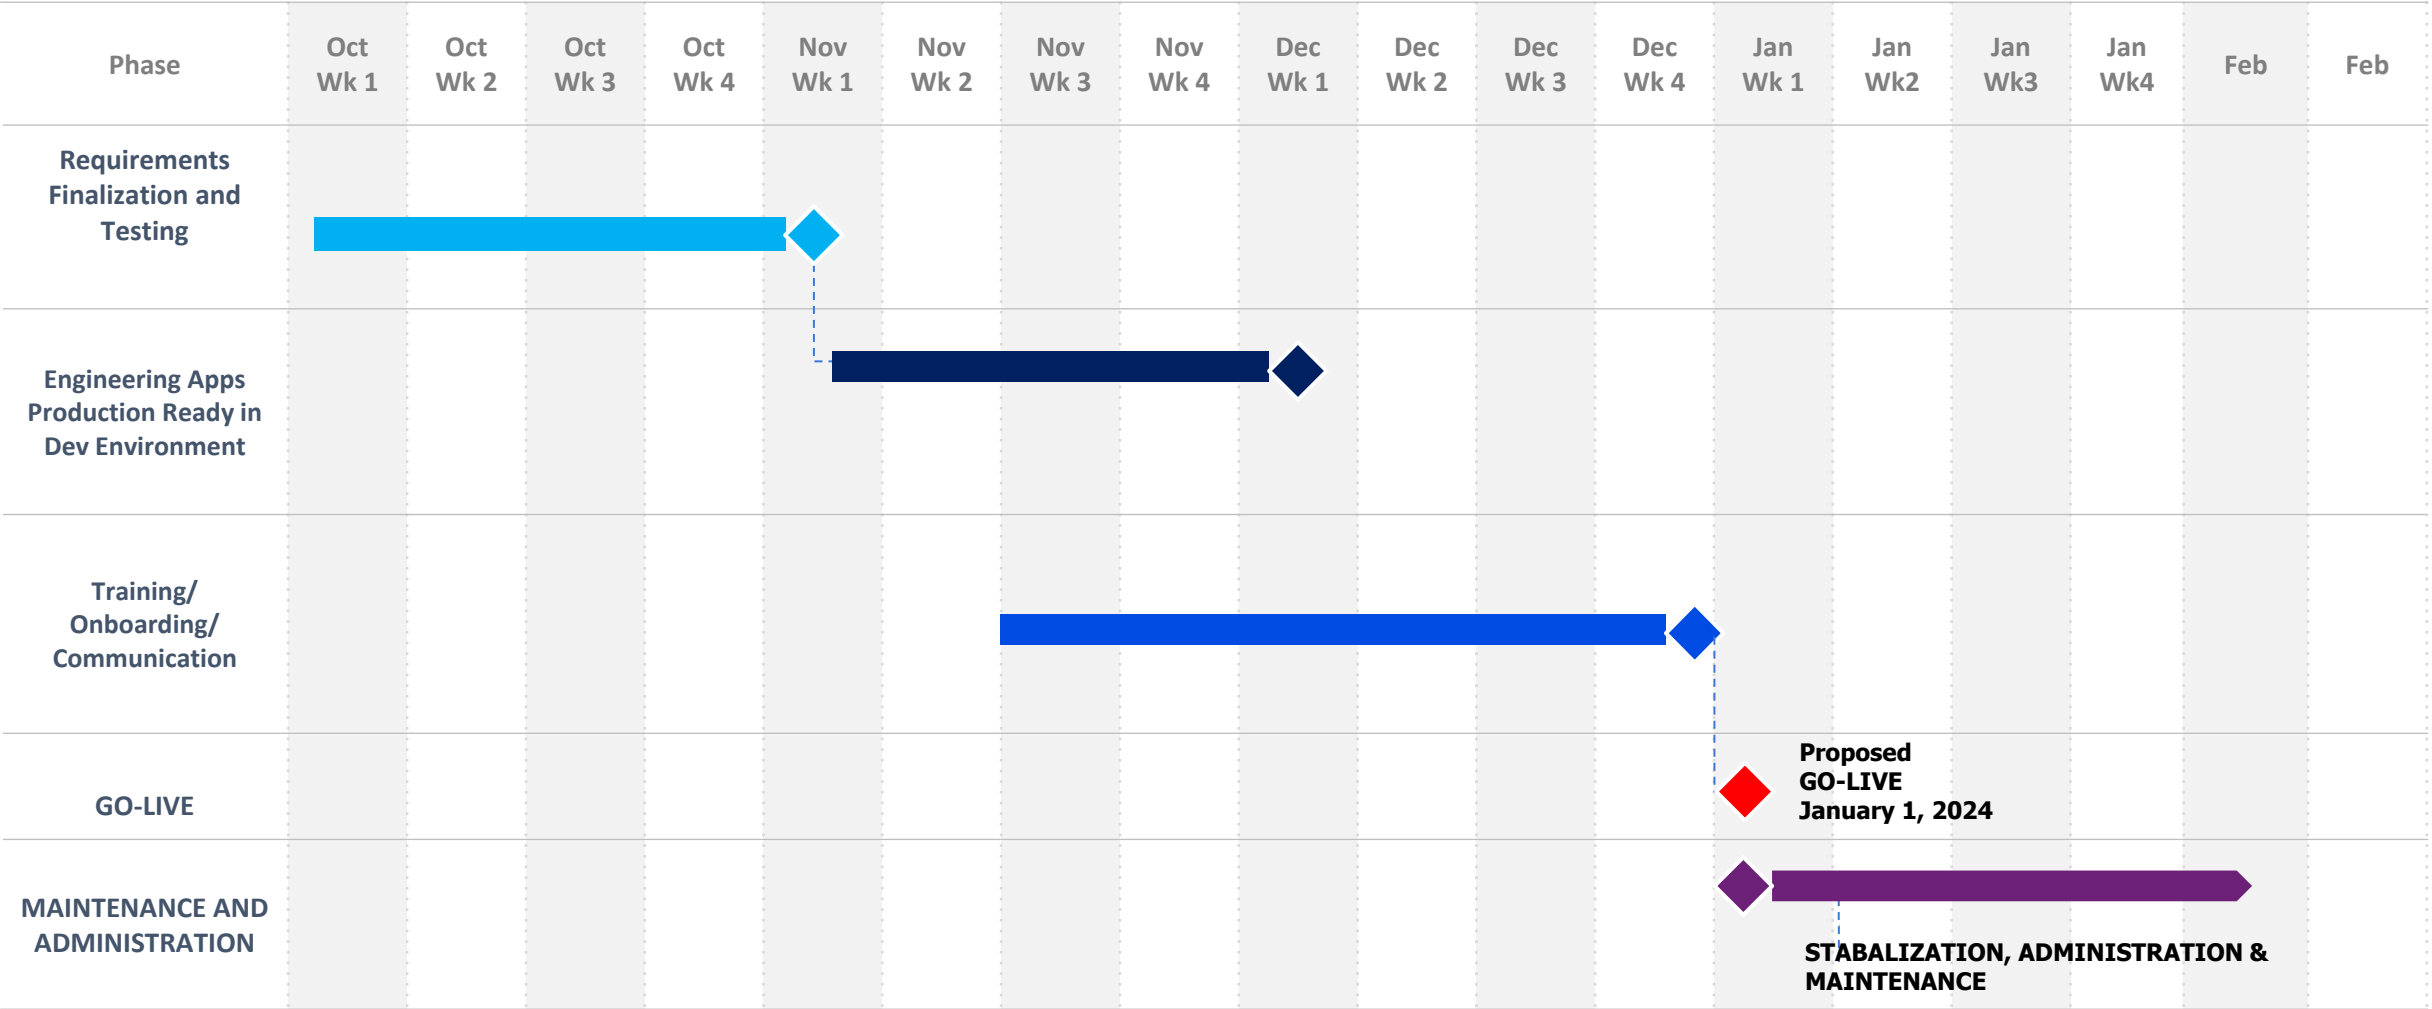 Phase
Oct
Wk 1
Oct
Wk 2
Oct
Wk 3
Oct
Wk 4
Nov
Wk 1
Nov
Wk 2
Nov
Wk 3
Nov
Wk 4
Dec
Wk 1
Dec
Wk 2
Dec
Wk 3
Dec
Wk 4
Jan
Wk 1
Jan
Wk2
Jan
Wk3
Jan
Wk4
Feb
Feb
Requirements
Finalization and
Testing
Engineering Apps
Production Ready in
Dev Environment
Training/
Onboarding/
Communication
GO-LIVE
Proposed
GO-LIVE
January 1, 2024
MAINTENANCE AND
ADMINISTRATION
STABALIZATION, ADMINISTRATION &
MAINTENANCE